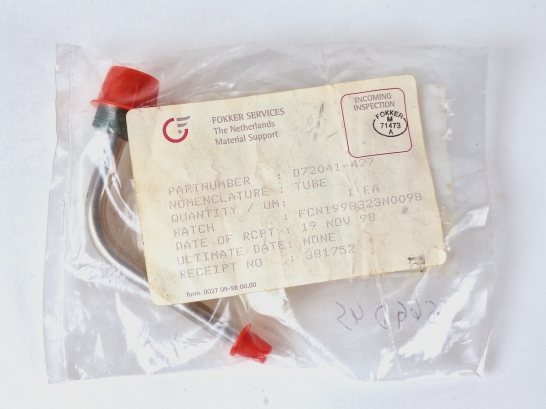 FOKKER SERVICES
The Netherlands
Material Support
INCOMING
INSPECTION
FOKKER
M
71473
A
PARTNUMBER : D72041-427
NOMENCLATURE : TUBE
QUANTITY / UM: 1 EA
BATCH : FCN1998323N0098
DATE OF RCPT: 19 NOV 98
ULTIMATE DATE: NONE
RECEIPT NO : 381752
form. 0027 09-98 00.00